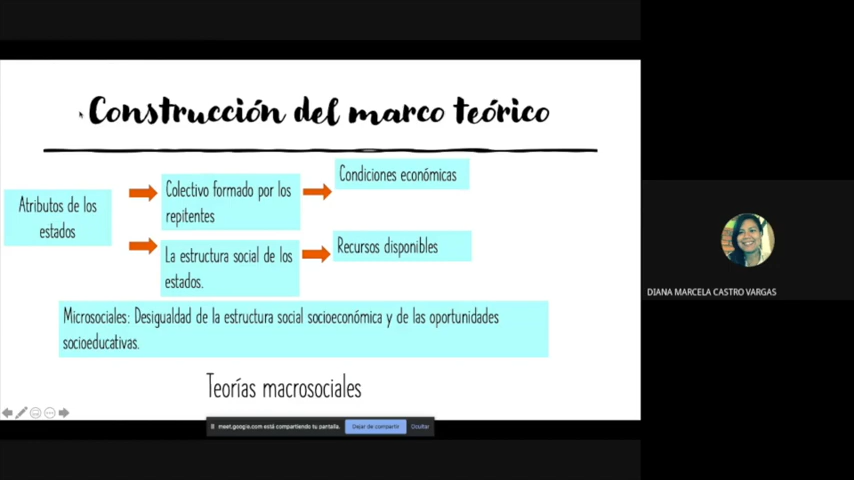 Construcción del marco teórico
Atributos de los
estados
Colectivo formado por los
repitentes
Condiciones económicas
La estructura social de los
estados.
Recursos disponibles
Microsociales: Desigualdad de la estructura social socioeconómica y de las oportunidades
socioeducativas.
Teorías macrosociales
meet.google.com está compartiendo tu pantalla.
Dejar de compartir
Ocultar
DIANA MARCELA CASTRO VARGAS